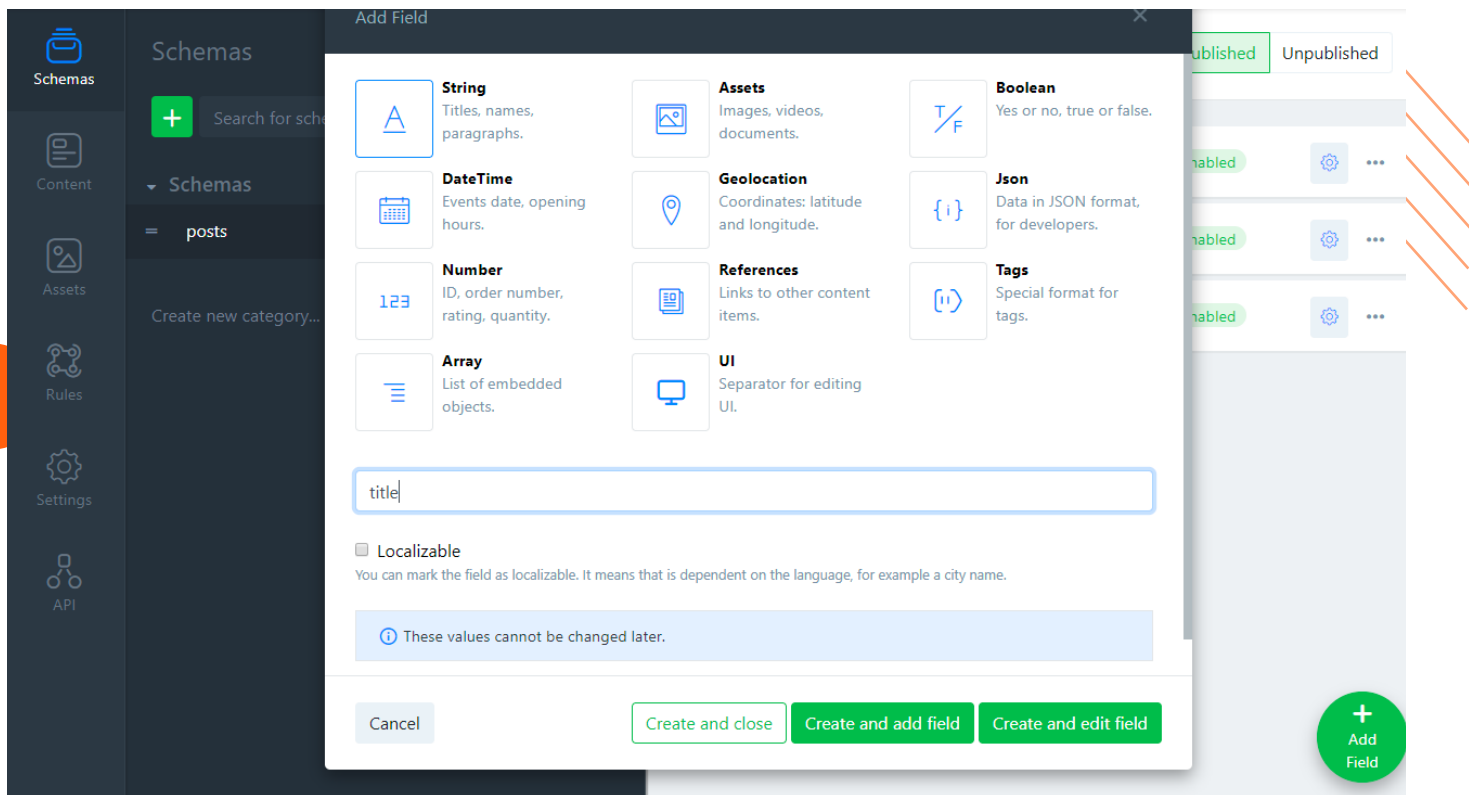 Schemas
Content
Assets
Rules
Settings
API
Schemas
Search for sche
Schemas
posts
Create new category...
Add Field
String
Titles, names,
paragraphs.
Assets
Images, videos,
documents.
Boolean
Yes or no, true or false.
DateTime
Events date, opening
hours.
Geolocation
Coordinates: latitude
and longitude.
Json
Data in JSON format,
for developers.
Number
ID, order number,
rating, quantity.
References
Links to other content
items.
Tags
Special format for
tags.
Array
List of embedded
objects.
UI
Separator for editing
UI.
T/F
{i}
123
title
Localizable
You can mark the field as localizable. It means that is dependent on the language, for example a city name.
These values cannot be changed later.
Cancel
Create and close
Create and add field
Create and edit field
ublished
Unpublished
nabled
nabled
nabled
+
Add
Field